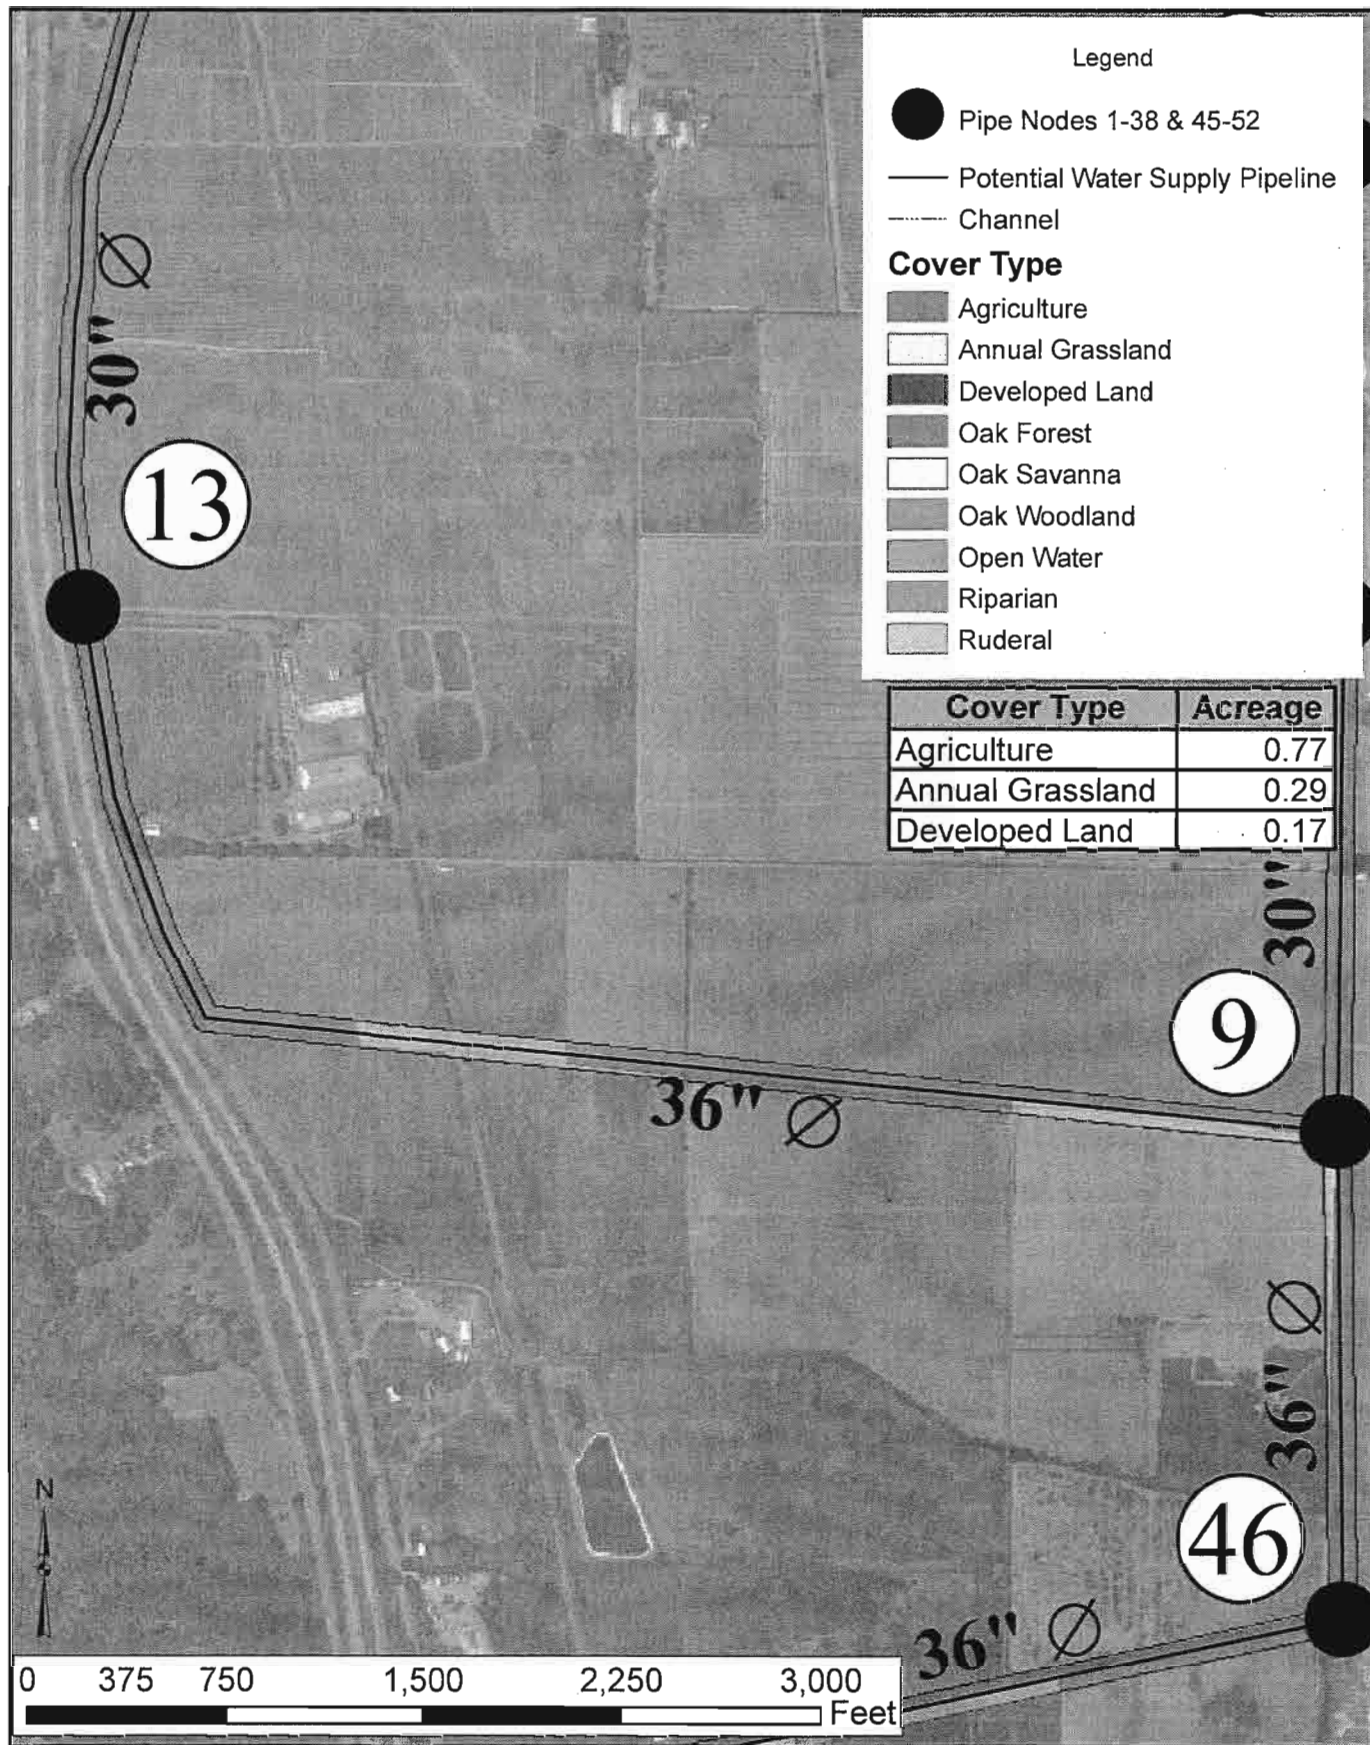 Legend
Pipe Nodes 1-38 & 45-52
Potential Water Supply Pipeline
Channel
Cover Type
Agriculture
Annual Grassland
Developed Land
Oak Forest
Oak Savanna
Oak Woodland
Open Water
Riparian
Ruderal
Cover Type Acreage
Agriculture 0.77
Annual Grassland 0.29
Developed Land 0.17
30" Ø
13
30"
9
36" Ø
36" Ø
46
36" Ø
N
0 375 750 1,500 2,250 3,000
Feet